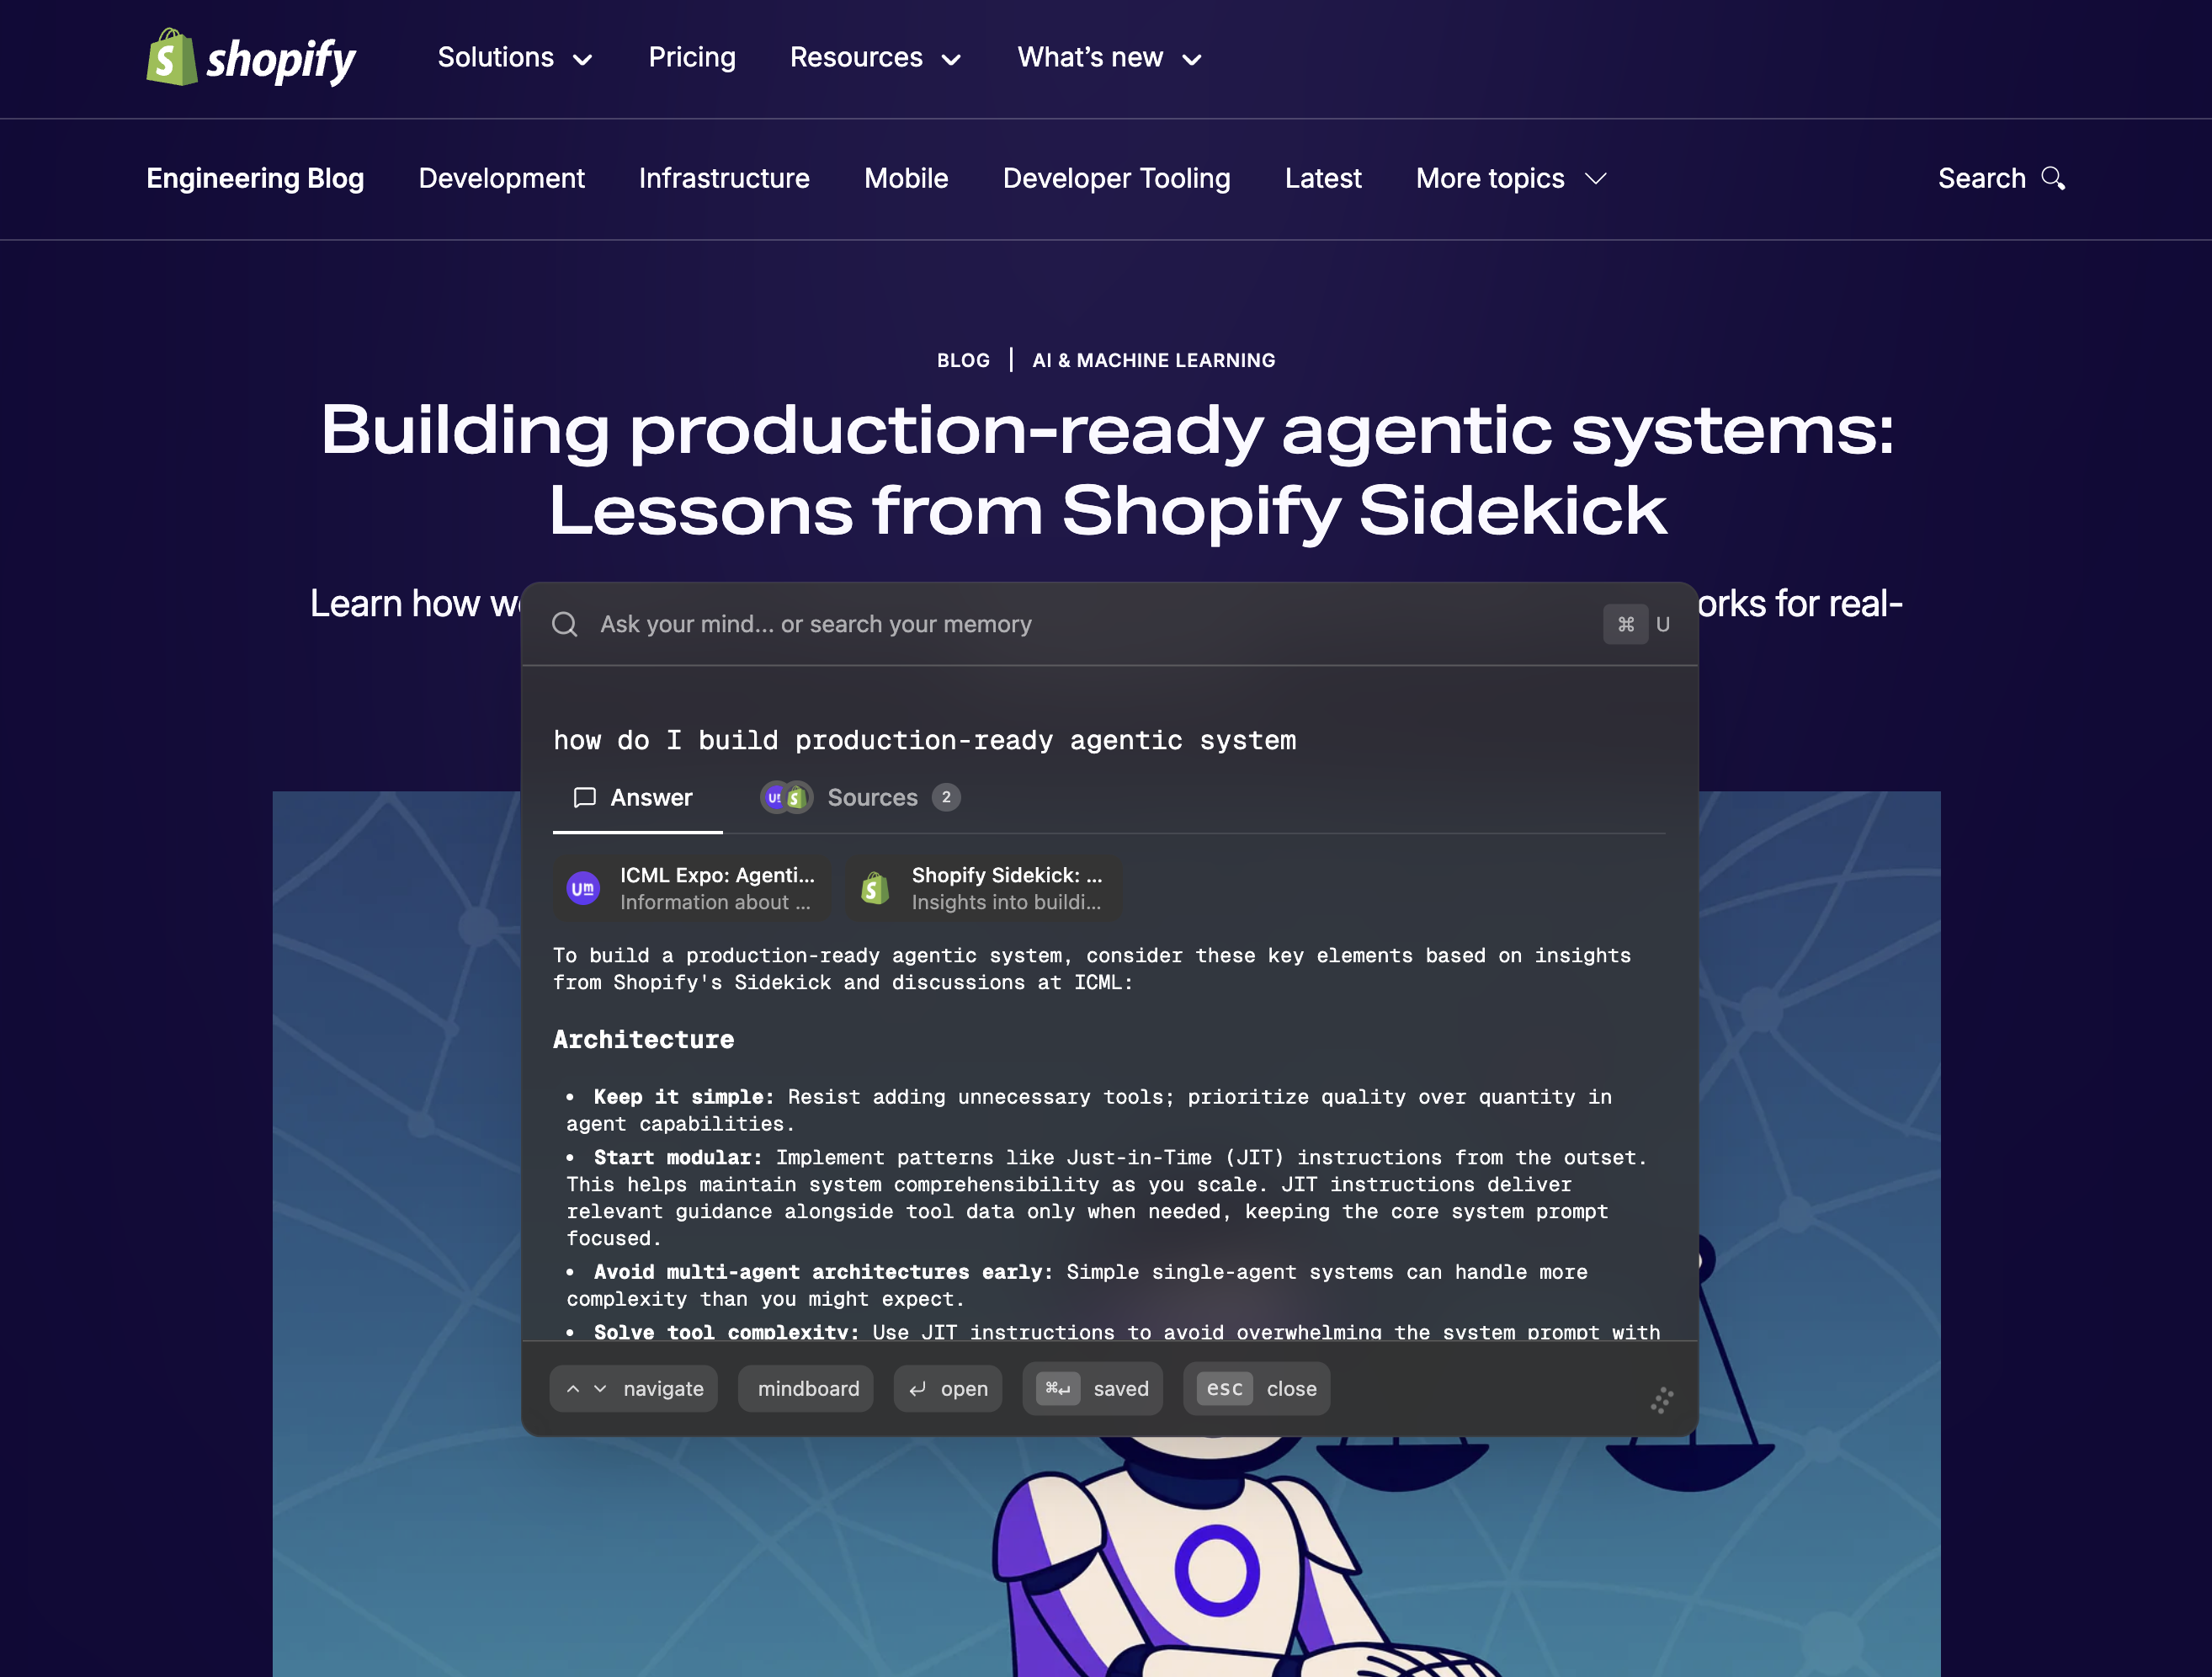 shopify
Solutions Pricing Resources What's new
Engineering Blog Development Infrastructure Mobile Developer Tooling Latest More topics Search
BLOG | AI & MACHINE LEARNING
Building production-ready agentic systems:
Lessons from Shopify Sidekick
Learn how for real-
Ask your mind... or search your memory ⌘ U
how do I build production-ready agentic system
Answer Sources 2
ICML Expo: Agenti... Shopify Sidekick: ...
Information about ... Insights into buildi...
To build a production-ready agentic system, consider these key elements based on insights
from Shopify's Sidekick and discussions at ICML:
Architecture
• Keep it simple: Resist adding unnecessary tools; prioritize quality over quantity in
agent capabilities.
• Start modular: Implement patterns like Just-in-Time (JIT) instructions from the outset.
This helps maintain system comprehensibility as you scale. JIT instructions deliver
relevant guidance alongside tool data only when needed, keeping the core system prompt
focused.
• Avoid multi-agent architectures early: Simple single-agent systems can handle more
complexity than you might expect.
• Solve tool complexity: Use JIT instructions to avoid overwhelming the system prompt with
navigate mindboard open ⌘↵ saved esc close